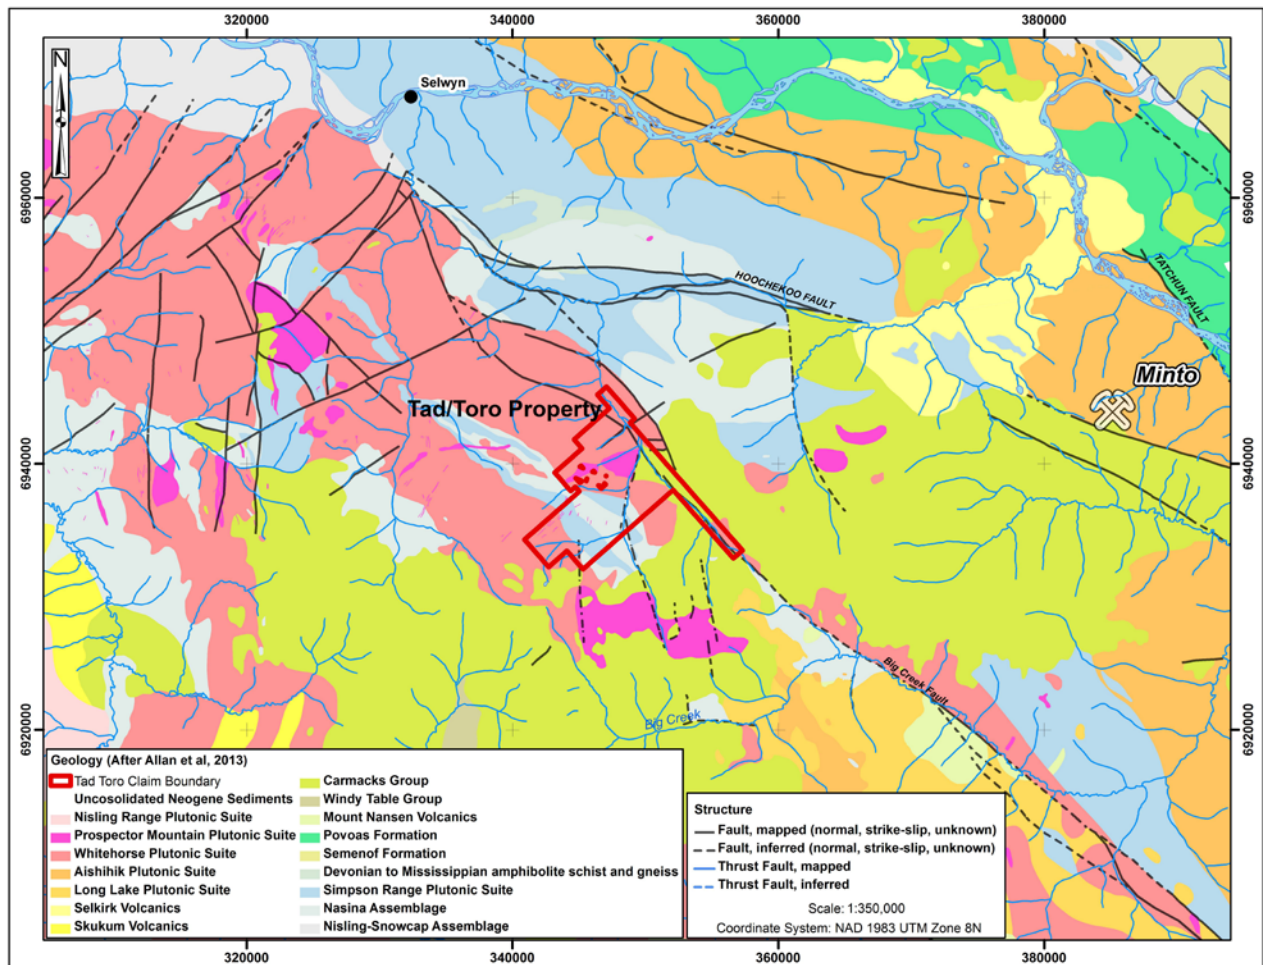 320000
340000
360000
380000
N
Selwyn
6960000
6960000
HOOCHEKOO FAULT
TATCHUN FAULT
Minto
Tad/Toro Property
6940000
6940000
Big Creek Fault
Big Creek
6920000
6920000
Geology (After Allan et al, 2013)
Tad Toro Claim Boundary
Uncosolidated Neogene Sediments
Nisling Range Plutonic Suite
Prospector Mountain Plutonic Suite
Whitehorse Plutonic Suite
Aishihik Plutonic Suite
Long Lake Plutonic Suite
Selkirk Volcanics
Skukum Volcanics
Carmacks Group
Windy Table Group
Mount Nansen Volcanics
Povoas Formation
Semenof Formation
Devonian to Mississippian amphibolite schist and gneiss
Simpson Range Plutonic Suite
Nasina Assemblage
Nisling-Snowcap Assemblage
Structure
Fault, mapped (normal, strike-slip, unknown)
Fault, inferred (normal, strike-slip, unknown)
Thrust Fault, mapped
Thrust Fault, inferred
Scale: 1:350,000
Coordinate System: NAD 1983 UTM Zone 8N
320000
340000
360000
380000